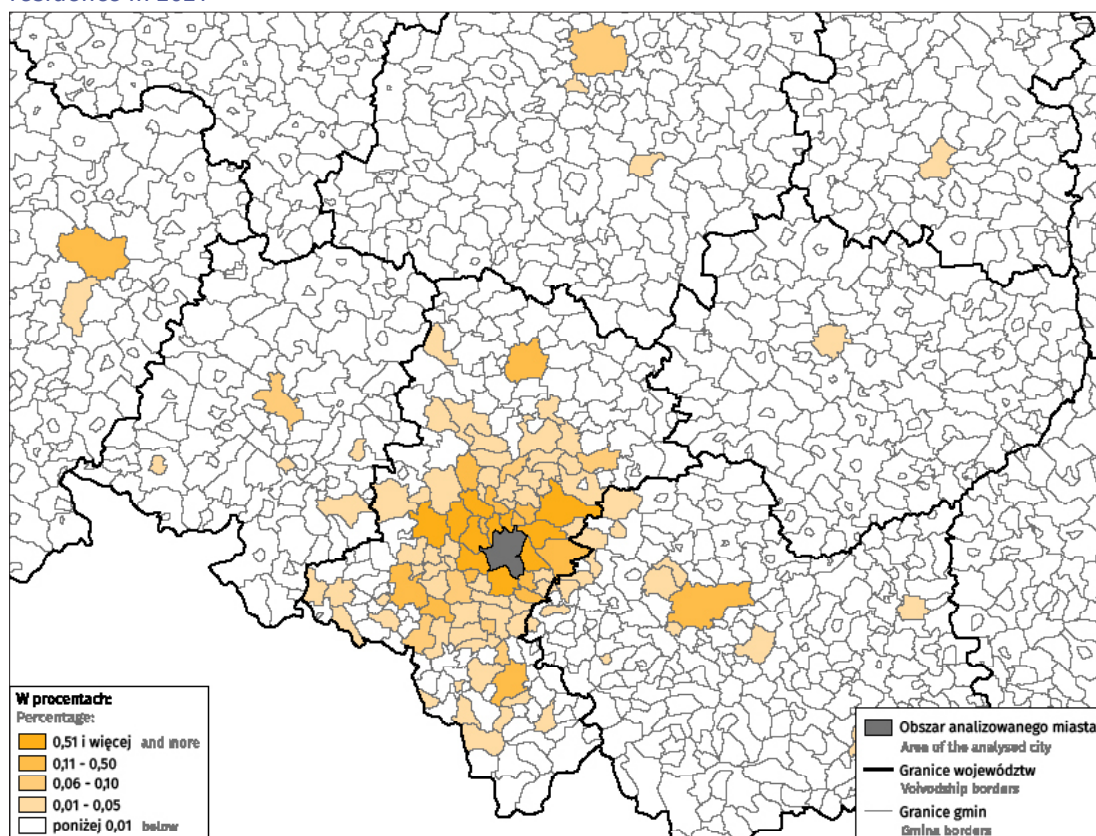 W procentach:
Percentage:
0,51 i więcej and more
0,11 - 0,50
0,06 - 0,10
0,01 - 0,05
poniżej 0,01 below
Obszar analizowanego miasta
Area of the analysed city
Granice województw
Voivodship borders
Granice gmin
Gmina borders